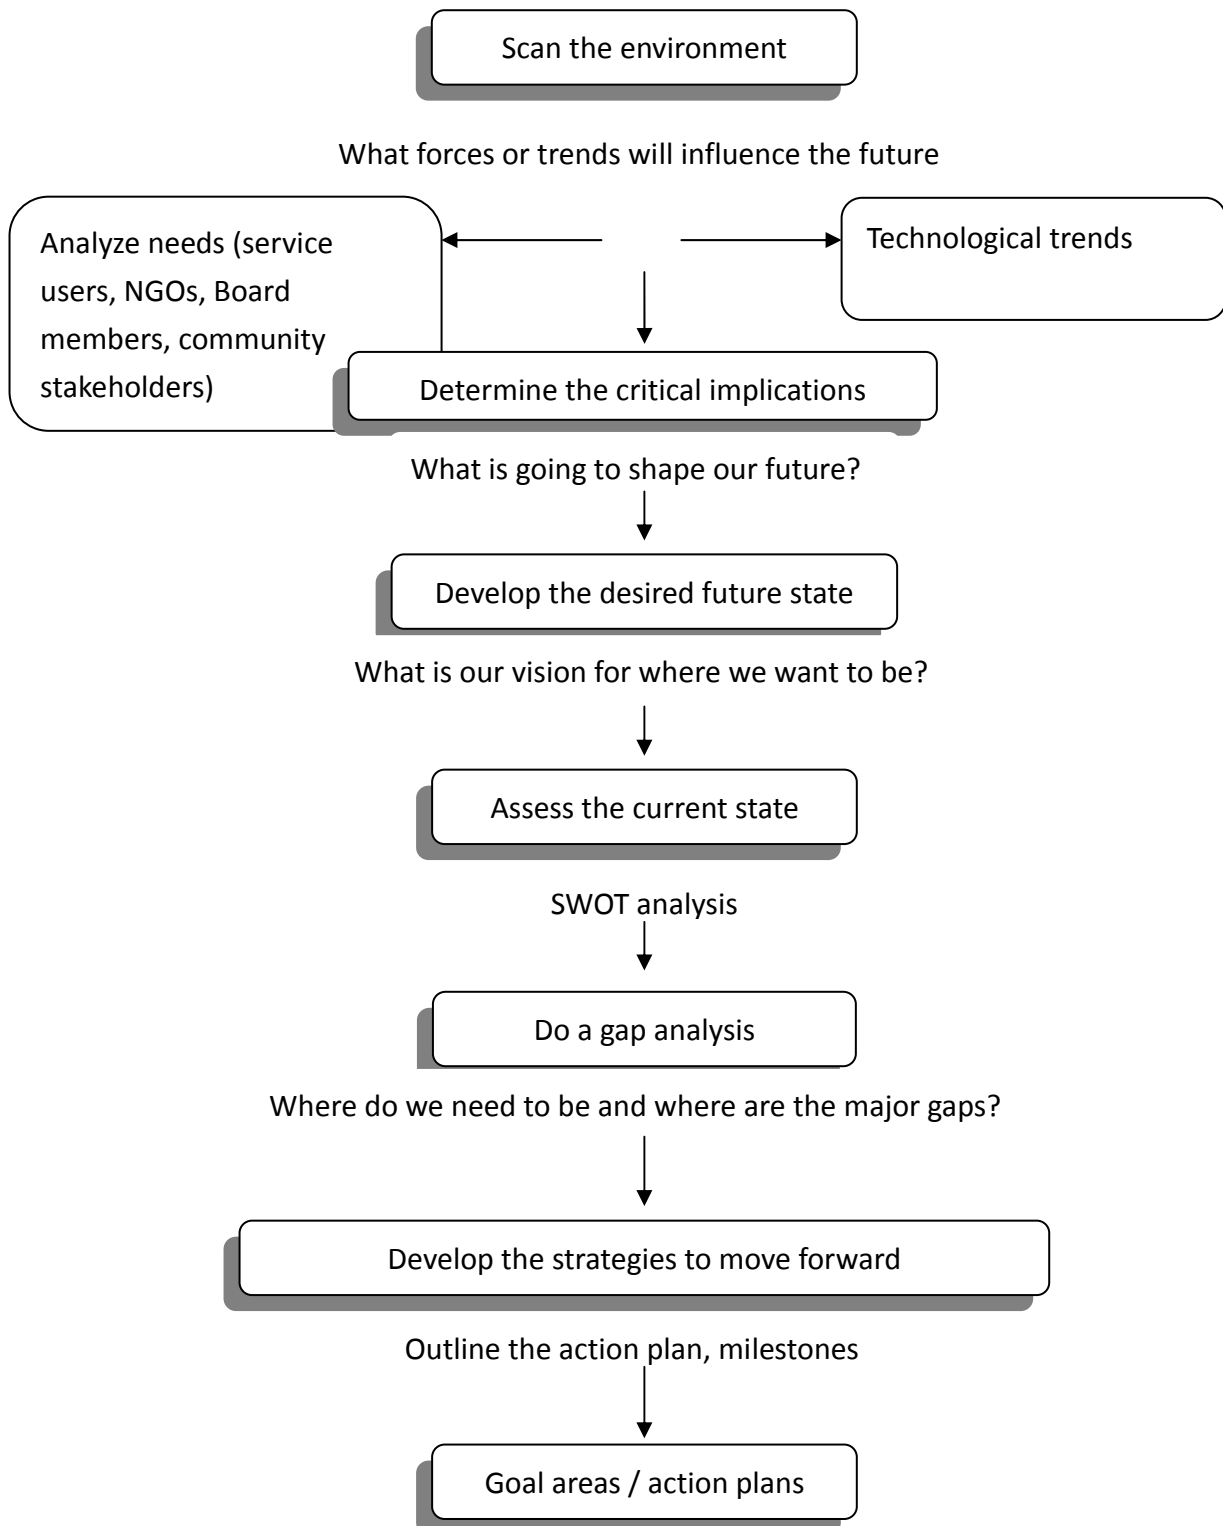 Scan the environment
What forces or trends will influence the future
Analyze needs (service
users, NGOs, Board
members, community
stakeholders)
Technological trends
Determine the critical implications
What is going to shape our future?
Develop the desired future state
What is our vision for where we want to be?
Assess the current state
SWOT analysis
Do a gap analysis
Where do we need to be and where are the major gaps?
Develop the strategies to move forward
Outline the action plan, milestones
Goal areas / action plans